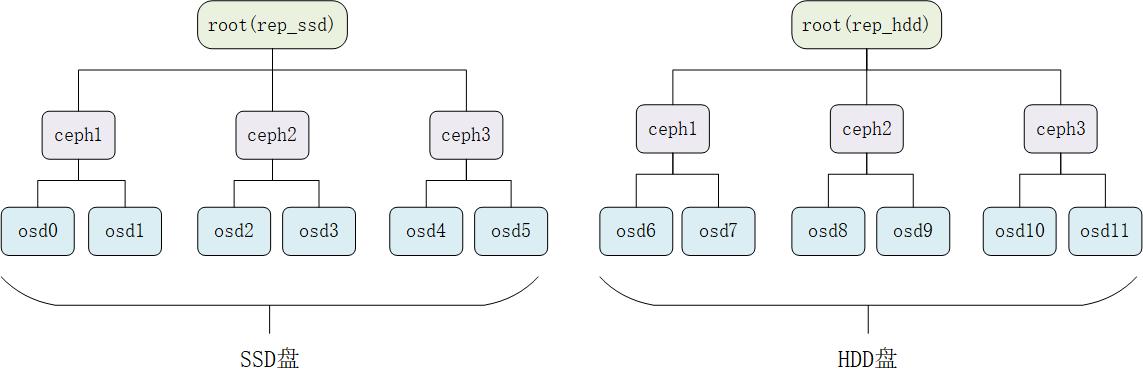 root(rep_ssd)
root(rep_hdd)
ceph1
ceph2
ceph3
ceph1
ceph2
ceph3
osd0
osd1
osd2
osd3
osd4
osd5
osd6
osd7
osd8
osd9
osd10
osd11
SSD盘
HDD盘